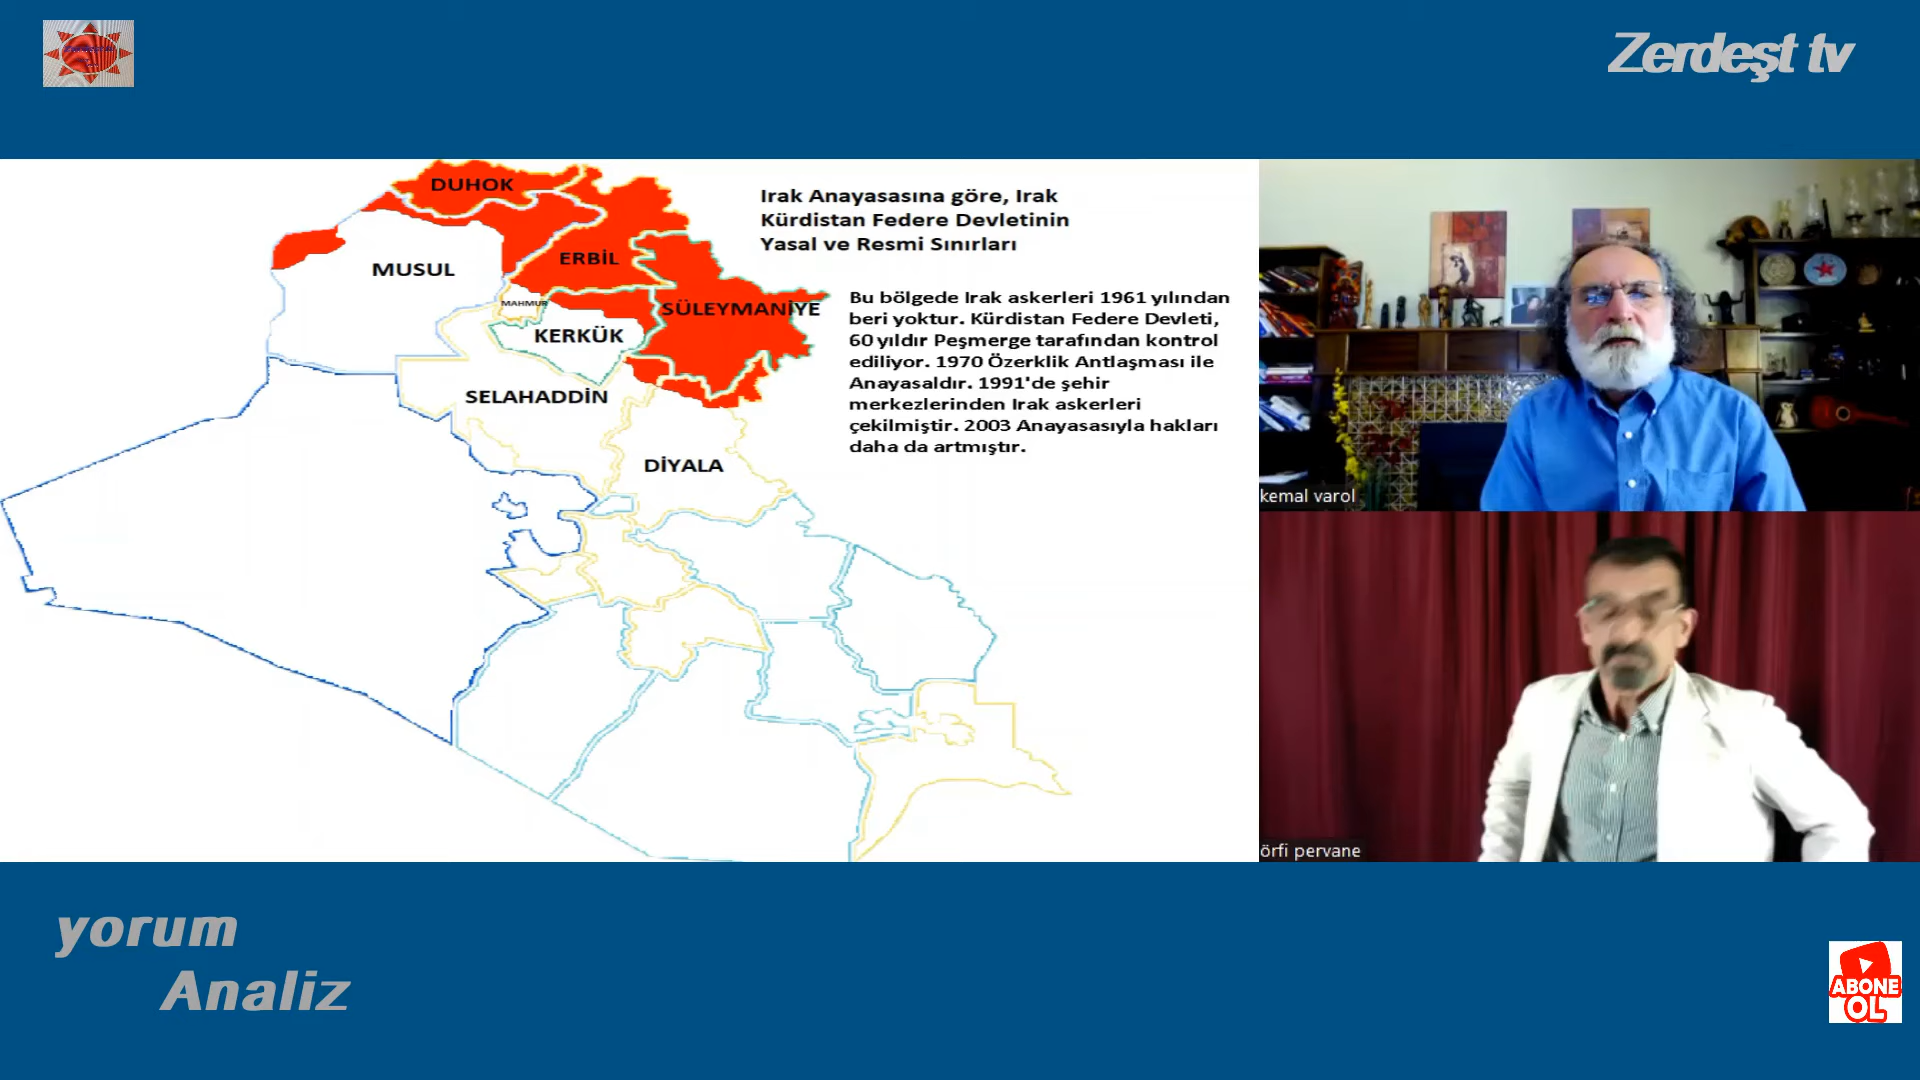 Zerdeşt tv
DUHOK
Irak Anayasasına göre, Irak
Kürdistan Federe Devletinin
Yasal ve Resmi Sınırları
ERBİL
MUSUL
MAHMUR
SÜLEYMANİYE
KERKÜK
SELAHADDİN
DİYALA
Bu bölgede Irak askerleri 1961 yılından
beri yoktur. Kürdistan Federe Devleti,
60 yıldır Peşmerge tarafından kontrol
ediliyor. 1970 Özerklik Antlaşması ile
Anayasaldır. 1991'de şehir
merkezlerinden Irak askerleri
çekilmiştir. 2003 Anayasasıyla hakları
daha da artmıştır.
kemal varol
örfi pervane
yorum
Analiz
ABONE
OL